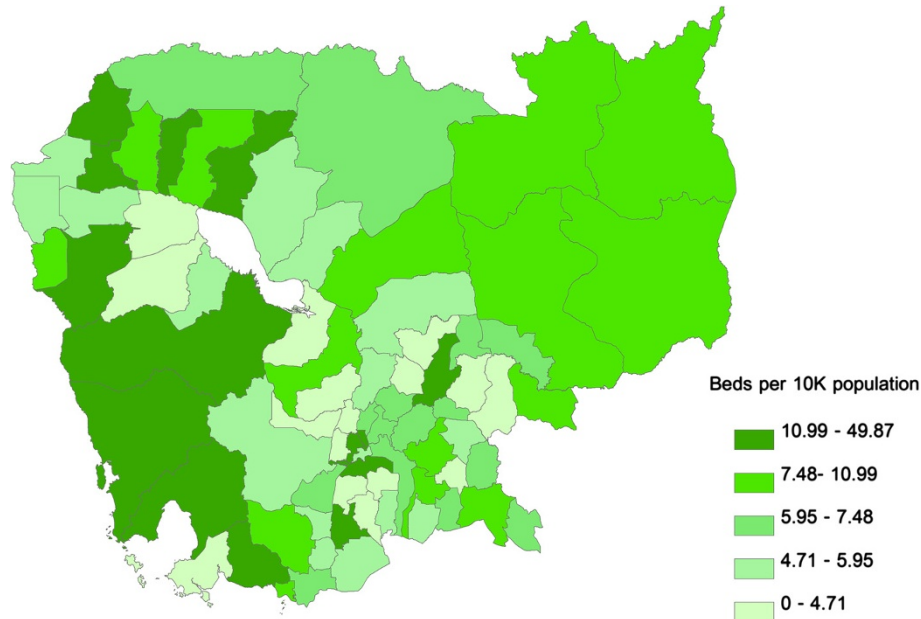 Beds per 10K population
10.99 - 49.87
7.48- 10.99
5.95 - 7.48
4.71 - 5.95
0 - 4.71